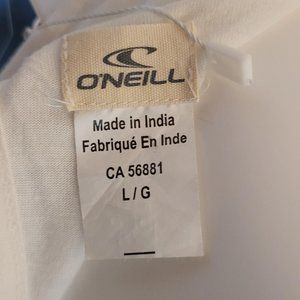 O'NEILL
Made in India
Fabriqué En Inde
CA 56881
L / G